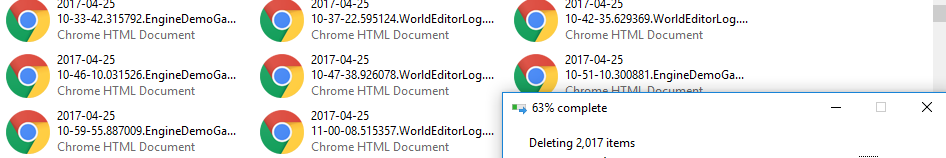 2017-04-25
10-33-42.315792.EngineDemoGa...
Chrome HTML Document
2017-04-25
10-37-22.595124.WorldEditorLog....
Chrome HTML Document
2017-04-25
10-42-35.629369.WorldEditorLog....
Chrome HTML Document
2017-04-25
10-46-10.031526.EngineDemoGa...
Chrome HTML Document
2017-04-25
10-47-38.926078.WorldEditorLog....
Chrome HTML Document
2017-04-25
10-51-10.300881.EngineDemoGa...
Chrome HTML Document
2017-04-25
10-59-55.887009.EngineDemoGa...
Chrome HTML Document
2017-04-25
11-00-08.515357.WorldEditorLog....
Chrome HTML Document
63% complete
Deleting 2,017 items